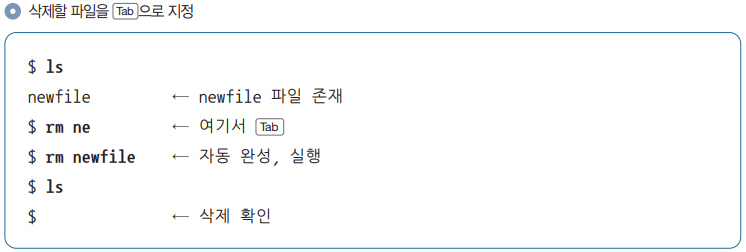 삭제할 파일을 Tab으로 지정
$ ls
newfile ← newfile 파일 존재
$ rm ne ← 여기서 Tab
$ rm newfile ← 자동 완성, 실행
$ ls
$ ← 삭제 확인